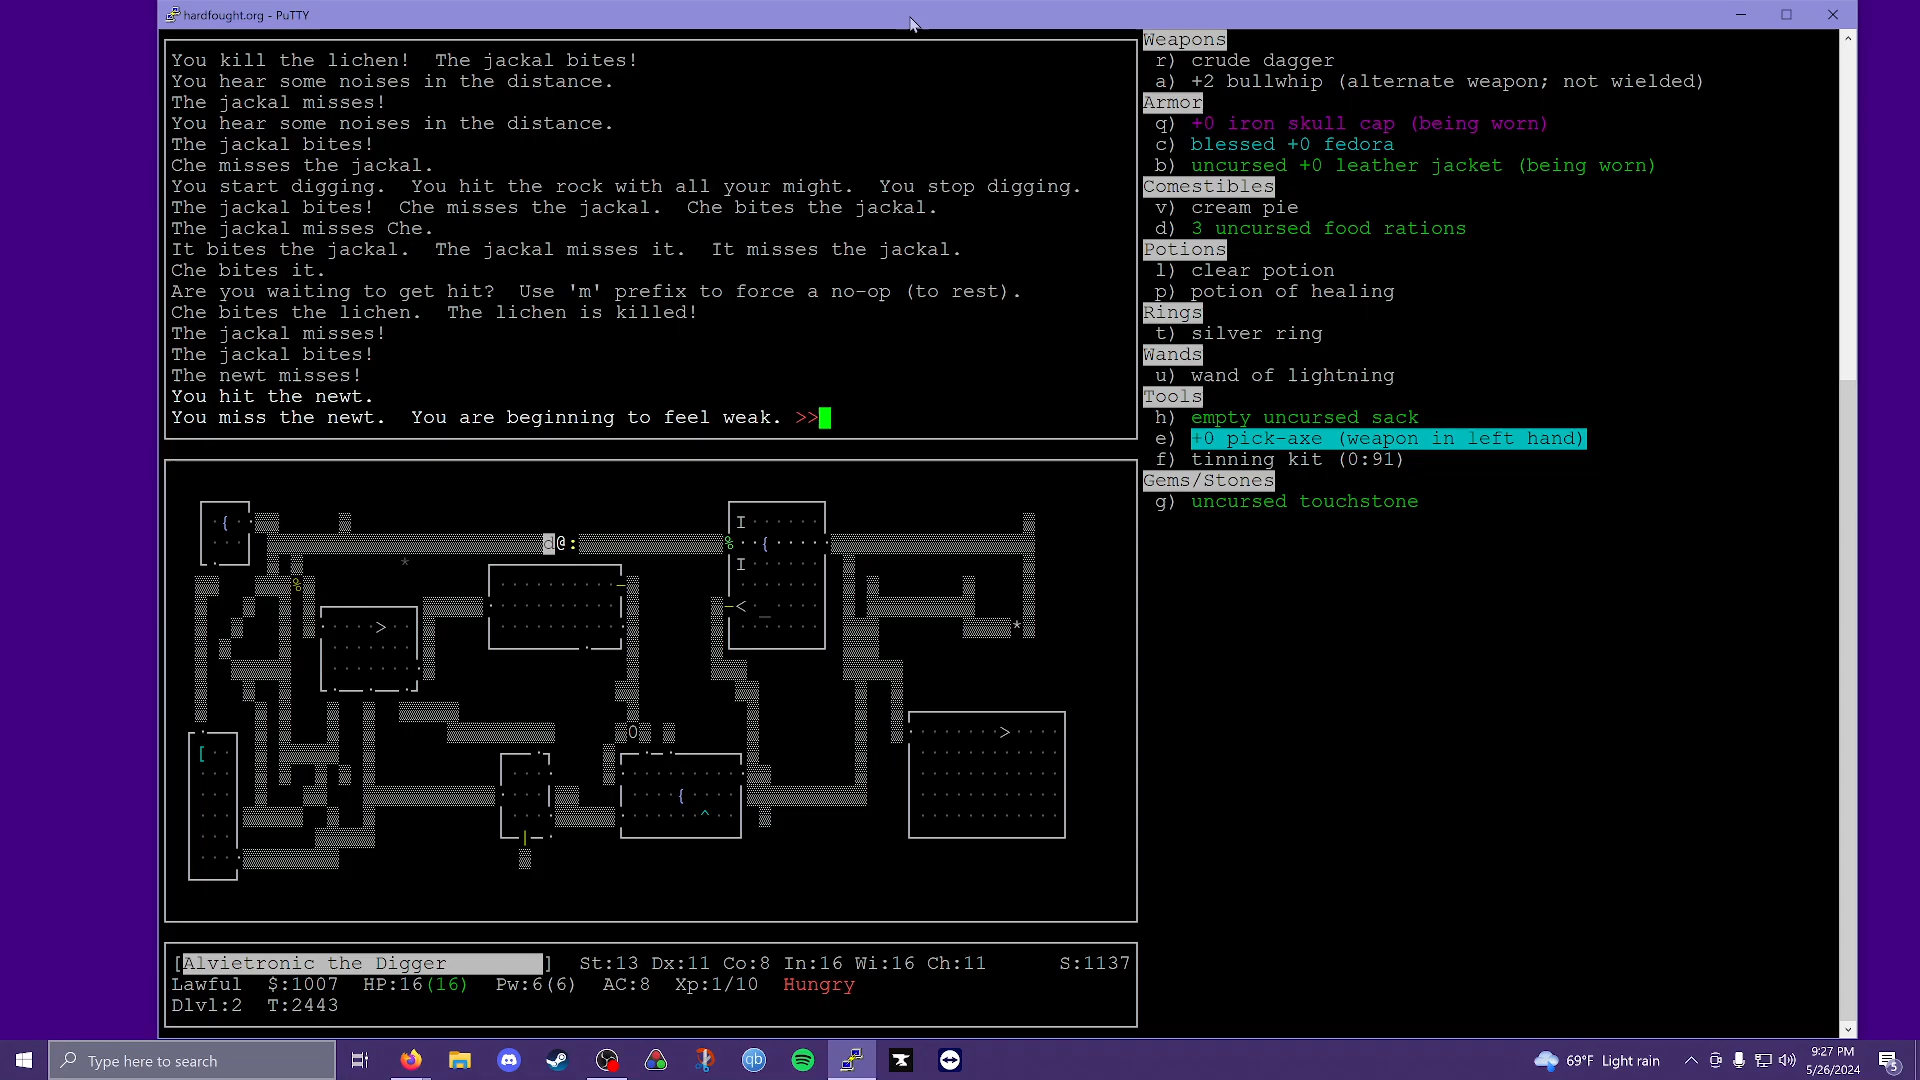 hardfought.org - PuTTY
You kill the lichen!  The jackal bites!
You hear some noises in the distance.
The jackal misses!
You hear some noises in the distance.
The jackal bites!
Che misses the jackal.
You start digging.  You hit the rock with all your might.  You stop digging.
The jackal bites!  Che misses the jackal.  Che bites the jackal.
The jackal misses Che.
It bites the jackal.  The jackal misses it.  It misses the jackal.
Che bites it.
Are you waiting to get hit?  Use 'm' prefix to force a no-op (to rest).
Che bites the lichen.  The lichen is killed!
The jackal misses!
The jackal bites!
The newt misses!
You hit the newt.
You miss the newt.  You are beginning to feel weak. >>
Weapons
r) crude dagger
a) +2 bullwhip (alternate weapon; not wielded)
Armor
q) +0 iron skull cap (being worn)
c) blessed +0 fedora
b) uncursed +0 leather jacket (being worn)
Comestibles
v) cream pie
d) 3 uncursed food rations
Potions
l) clear potion
p) potion of healing
Rings
t) silver ring
Wands
u) wand of lightning
Tools
h) empty uncursed sack
e) +0 pick-axe (weapon in left hand)
f) tinning kit (0:91)
Gems/Stones
g) uncursed touchstone
[Alvietronic the Digger        ]  St:13 Dx:11 Co:8 In:16 Wi:16 Ch:11      S:1137
Lawful  $:1007  HP:16(16)  Pw:6(6)  AC:8  Xp:1/10  Hungry
Dlvl:2  T:2443
Type here to search
69°F  Light rain
9:27 PM
5/26/2024
5